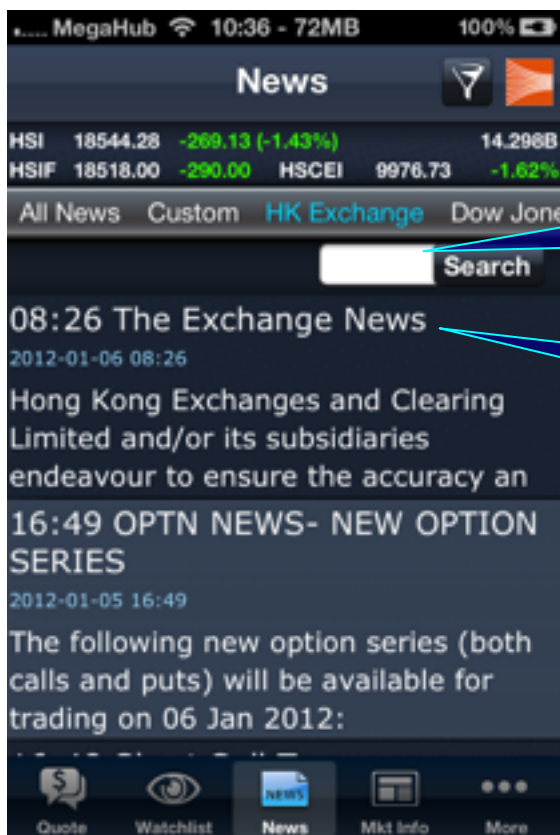 ..... MegaHub 10:36 - 72MB 100%
News
HSI 18544.28 -269.13 (-1.43%) 14.298B
HSIF 18518.00 -290.00 HSCEI 9976.73 -1.62%
All News Custom HK Exchange Dow Jone
Search
08:26 The Exchange News
2012-01-06 08:26
Hong Kong Exchanges and Clearing
Limited and/or its subsidiaries
endeavour to ensure the accuracy an
16:49 OPTN NEWS- NEW OPTION
SERIES
2012-01-05 16:49
The following new option series (both
calls and puts) will be available for
trading on 06 Jan 2012:
NEWS
Quote Watchlist News Mkt Info More